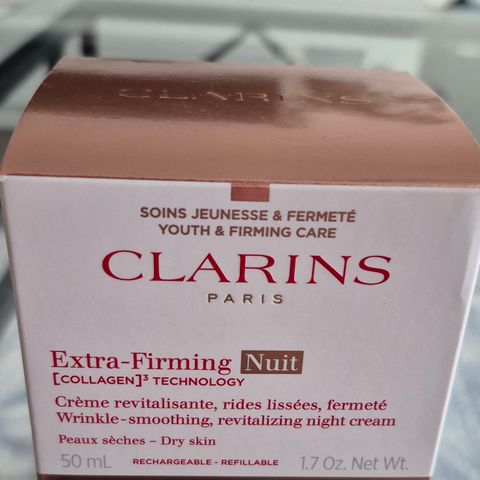 CLARINS
SOINS JEUNESSE & FERMETÉ
YOUTH & FIRMING CARE
CLARINS
PARIS
Extra-Firming Nuit
[COLLAGEN]³ TECHNOLOGY
Crème revitalisante, rides lissées, fermeté
Wrinkle-smoothing, revitalizing night cream
Peaux sèches – Dry skin
50 mL RECHARGEABLE - REFILLABLE 1.7 Oz. Net Wt.